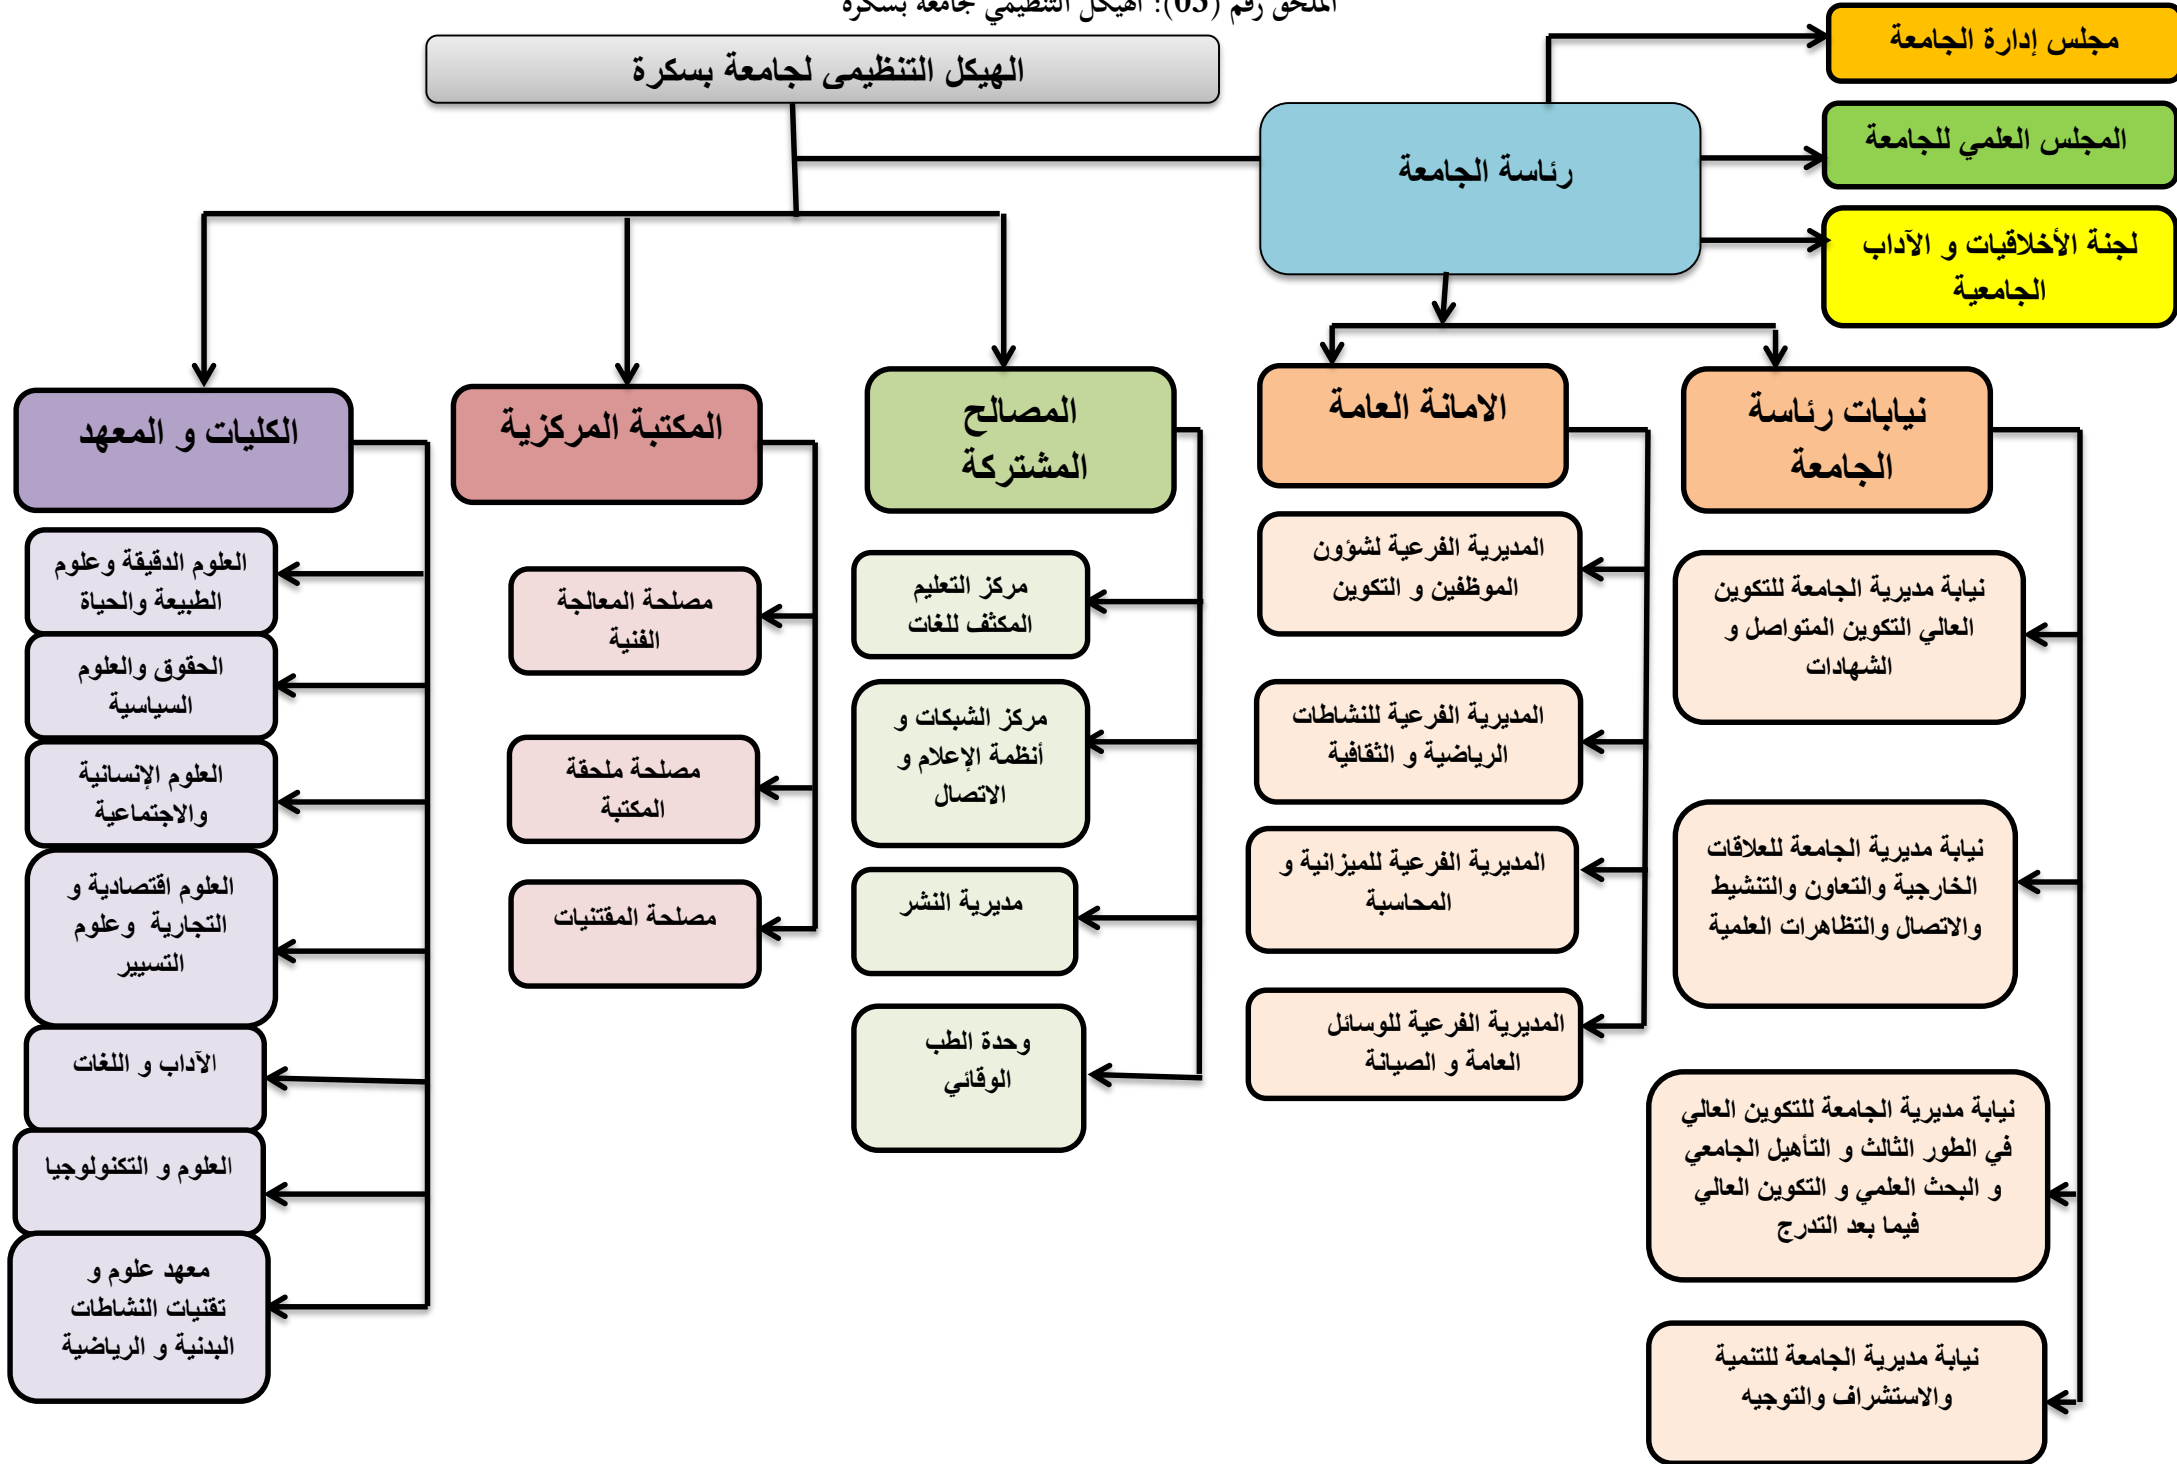 الملحق رقم (03): الهيكل التنظيمي جامعة بسكرة
الهيكل التنظيمى لجامعة بسكرة
مجلس إدارة الجامعة
رئاسة الجامعة
المجلس العلمي للجامعة
لجنة الأخلاقيات و الآداب
الجامعية
نيابات رئاسة
الجامعة
نيابة مديرية الجامعة للتكوين
العالي التكوين المتواصل و
الشهادات
نيابة مديرية الجامعة للعلاقات
الخارجية والتعاون والتنشيط
والاتصال والتظاهرات العلمية
نيابة مديرية الجامعة للتكوين العالي
في الطور الثالث و التأهيل الجامعي
و البحث العلمي و التكوين العالي
فيما بعد التدرج
نيابة مديرية الجامعة للتنمية
والاستشراف والتوجيه
الامانة العامة
المديرية الفرعية لشؤون
الموظفين و التكوين
المديرية الفرعية للنشاطات
الرياضية و الثقافية
المديرية الفرعية للميزانية و
المحاسبة
المديرية الفرعية للوسائل
العامة و الصيانة
المصالح
المشتركة
مركز التعليم
المكثف للغات
مركز الشبكات و
أنظمة الإعلام و
الاتصال
مديرية النشر
وحدة الطب
الوقائي
المكتبة المركزية
مصلحة المعالجة
الفنية
مصلحة ملحقة
المكتبة
مصلحة المقتنيات
الكليات و المعهد
العلوم الدقيقة وعلوم
الطبيعة والحياة
الحقوق والعلوم
السياسية
العلوم الإنسانية
والاجتماعية
العلوم اقتصادية و
التجارية وعلوم
التسيير
الآداب و اللغات
العلوم و التكنولوجيا
معهد علوم و
تقنيات النشاطات
البدنية و الرياضية